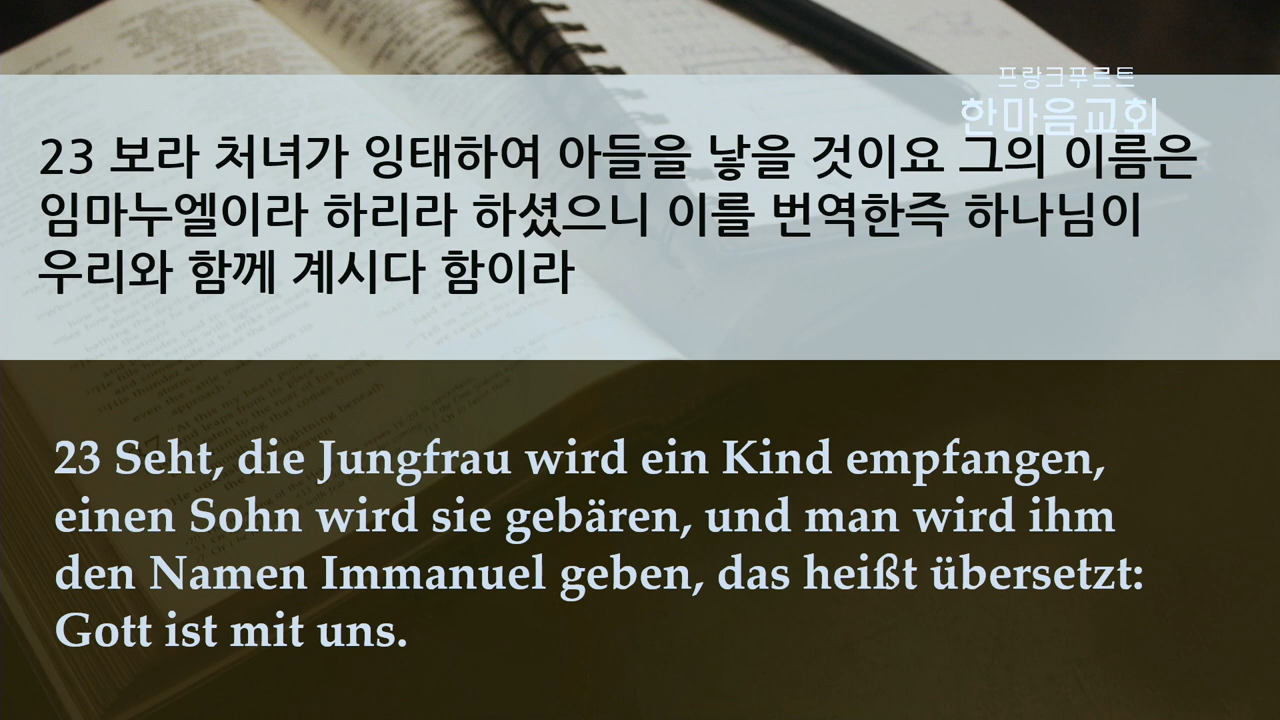 프랑크푸르트
한마음교회
23 보라 처녀가 잉태하여 아들을 낳을 것이요 그의 이름은
임마누엘이라 하리라 하셨으니 이를 번역한즉 하나님이
우리와 함께 계시다 함이라
23 Seht, die Jungfrau wird ein Kind empfangen,
einen Sohn wird sie gebären, und man wird ihm
den Namen Immanuel geben, das heißt übersetzt:
Gott ist mit uns.